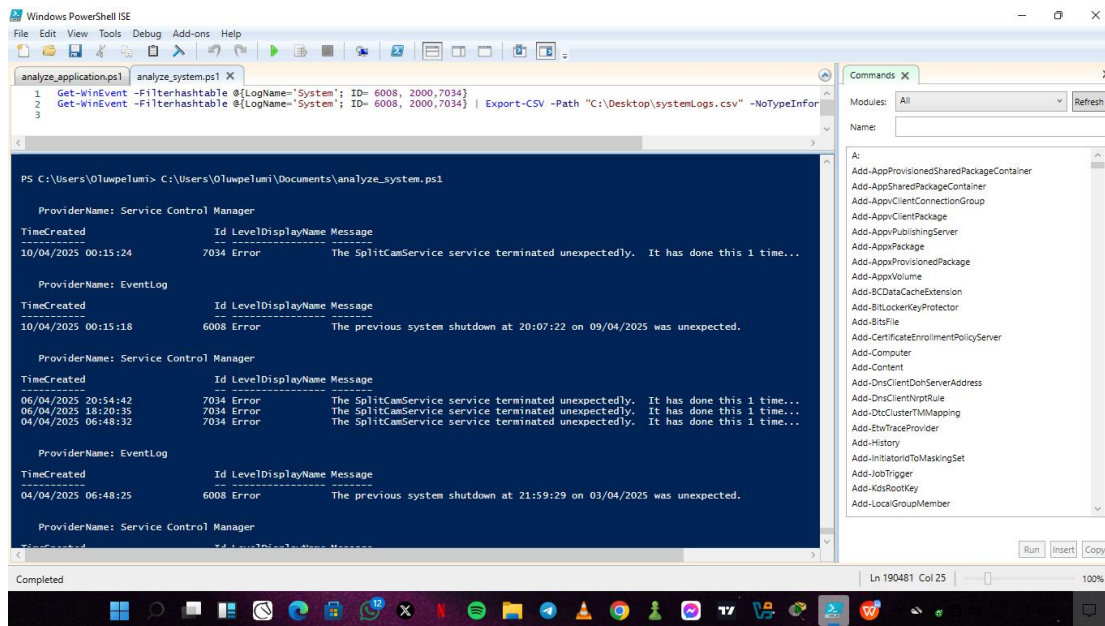 Windows PowerShell ISE
File Edit View Tools Debug Add-ons Help
analyze_application.ps1 analyze_system.ps1 X
1 Get-WinEvent -Filterhashtable @{LogName='System'; ID= 6008, 2000,7034}
2 Get-WinEvent -Filterhashtable @{LogName='System'; ID= 6008, 2000,7034} | Export-CSV -Path "C:\Desktop\systemLogs.csv" -NoTypeInfor
3
PS C:\Users\Oluwpelumi> C:\Users\Oluwpelumi\Documents\analyze_system.ps1
ProviderName: Service Control Manager
TimeCreated Id LevelDisplayName Message
----------- -- ---------------- -------
10/04/2025 00:15:24 7034 Error The SplitCamService service terminated unexpectedly. It has done this 1 time...
ProviderName: EventLog
TimeCreated Id LevelDisplayName Message
----------- -- ---------------- -------
10/04/2025 00:15:18 6008 Error The previous system shutdown at 20:07:22 on 09/04/2025 was unexpected.
ProviderName: Service Control Manager
TimeCreated Id LevelDisplayName Message
----------- -- ---------------- -------
06/04/2025 20:54:42 7034 Error The SplitCamService service terminated unexpectedly. It has done this 1 time...
06/04/2025 18:20:35 7034 Error The SplitCamService service terminated unexpectedly. It has done this 1 time...
04/04/2025 06:48:32 7034 Error The SplitCamService service terminated unexpectedly. It has done this 1 time...
ProviderName: EventLog
TimeCreated Id LevelDisplayName Message
----------- -- ---------------- -------
04/04/2025 06:48:25 6008 Error The previous system shutdown at 21:59:29 on 03/04/2025 was unexpected.
ProviderName: Service Control Manager
Commands X
Modules: All Refresh
Name:
A:
Add-AppProvisionedSharedPackageContainer
Add-AppSharedPackageContainer
Add-AppvClientConnectionGroup
Add-AppvClientPackage
Add-AppvPublishingServer
Add-AppxPackage
Add-AppxProvisionedPackage
Add-AppxVolume
Add-BCDataCacheExtension
Add-BitLockerKeyProtector
Add-BitsFile
Add-CertificateEnrollmentPolicyServer
Add-Computer
Add-Content
Add-DnsClientDohServerAddress
Add-DnsClientNrptRule
Add-DtcClusterTMMapping
Add-EtwTraceProvider
Add-History
Add-InitiatorIdToMaskingSet
Add-JobTrigger
Add-KdsRootKey
Add-LocalGroupMember
Run Insert Copy
Completed Ln 190481 Col 25 100%